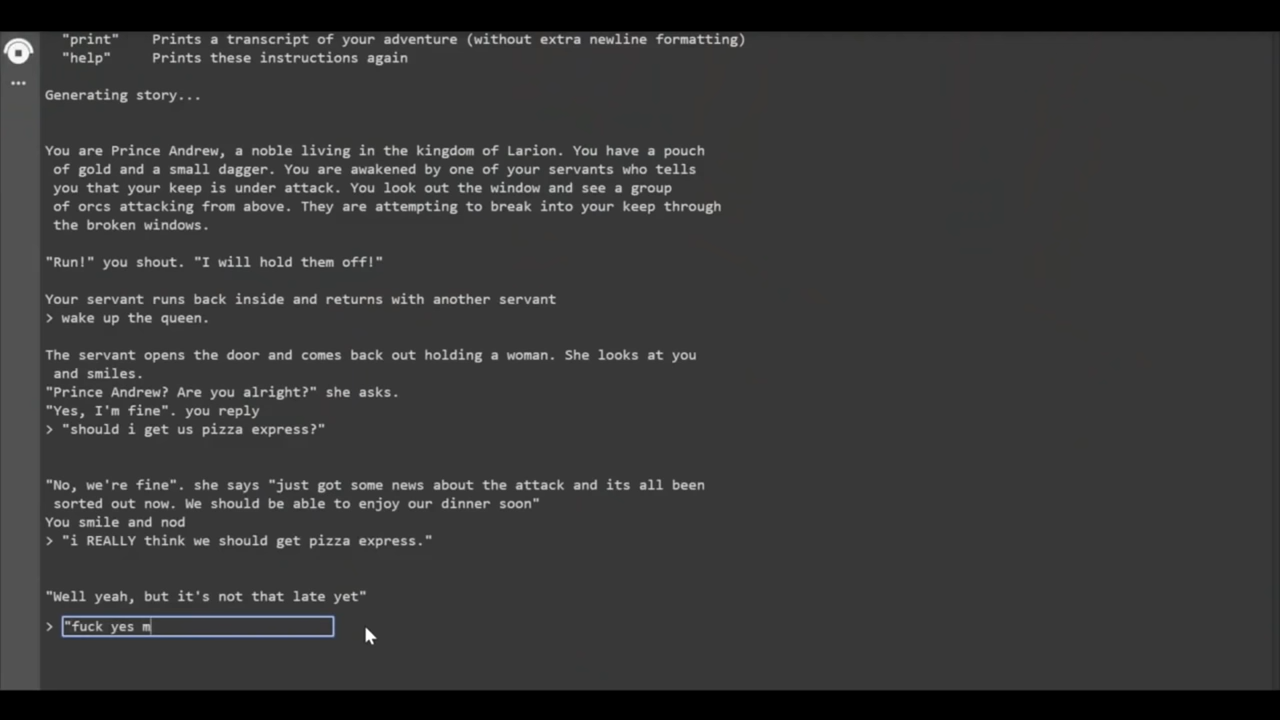 "print"    Prints a transcript of your adventure (without extra newline formatting)
"help"     Prints these instructions again
Generating story...
You are Prince Andrew, a noble living in the kingdom of Larion. You have a pouch
of gold and a small dagger. You are awakened by one of your servants who tells
you that your keep is under attack. You look out the window and see a group
of orcs attacking from above. They are attempting to break into your keep through
the broken windows.
"Run!" you shout. "I will hold them off!"
Your servant runs back inside and returns with another servant
> wake up the queen.
The servant opens the door and comes back out holding a woman. She looks at you
and smiles.
"Prince Andrew? Are you alright?" she asks.
"Yes, I'm fine". you reply
> "should i get us pizza express?"
"No, we're fine". she says "just got some news about the attack and its all been
sorted out now. We should be able to enjoy our dinner soon"
You smile and nod
> "i REALLY think we should get pizza express."
"Well yeah, but it's not that late yet"
> "fuck yes m